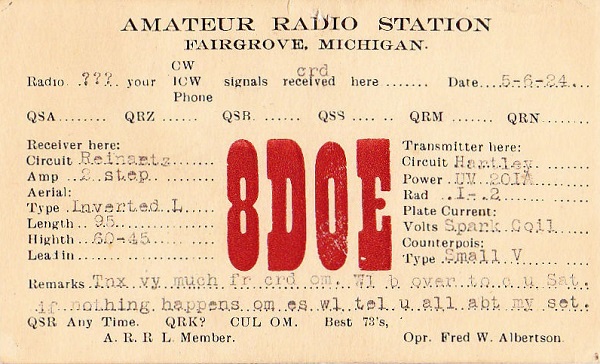 AMATEUR RADIO STATION
FAIRGROVE, MICHIGAN.
CW
crd
Radio ..???.. your ICW signals received here ....... Date....5-6-24...
Phone
QSA........ QRZ ....... QSB....... QSS ..... .. QRM ....... QRN........
Receiver here:
Circuit Reinartz
Amp 2 step
Aerial:
Type Inverted L
Length 95
Highth 60-45
Leadin
8DOE
Transmitter here:
Circuit Hartley
Power UV 201A
Rad .1-.2
Plate Current:
Volts Spark Coil
Counterpois:
Type Small V
Remarks Tnx vy much fr crd om. Wl b over to c u Sat.
if nothing happens om es wl tel u all abt my set.
QSR Any Time. QRK? CUL OM. Best 73's,
A. R. R L. Member. Opr. Fred W. Albertson.